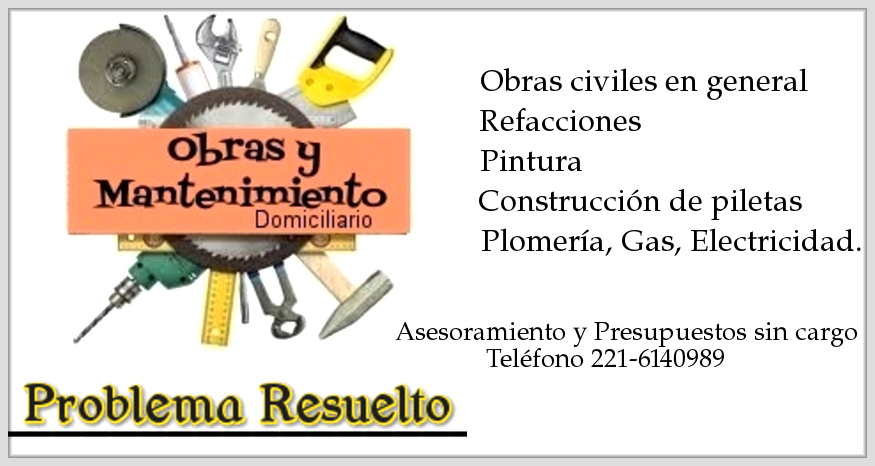 Obras y
Mantenimiento
Domiciliario
Obras civiles en general
Refacciones
Pintura
Construcción de piletas
Plomería, Gas, Electricidad.
Asesoramiento y Presupuestos sin cargo
Teléfono 221-6140989
Problema Resuelto